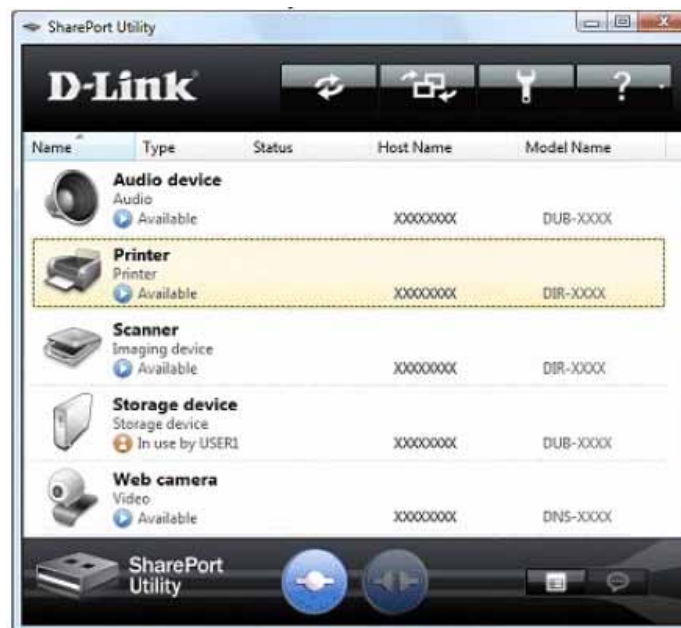 SharePort Utility
D-Link
?
Name Type Status Host Name Model Name
Audio device
Audio
Available XXXXXXXX DUB-XXXX
Printer
Printer
Available XXXXXXXX DIR-XXXX
Scanner
Imaging device
Available XXXXXXXX DIR-XXXX
Storage device
Storage device
In use by USER1 XXXXXXXX DUB-XXXX
Web camera
Video
Available XXXXXXXX DNS-XXXX
SharePort
Utility